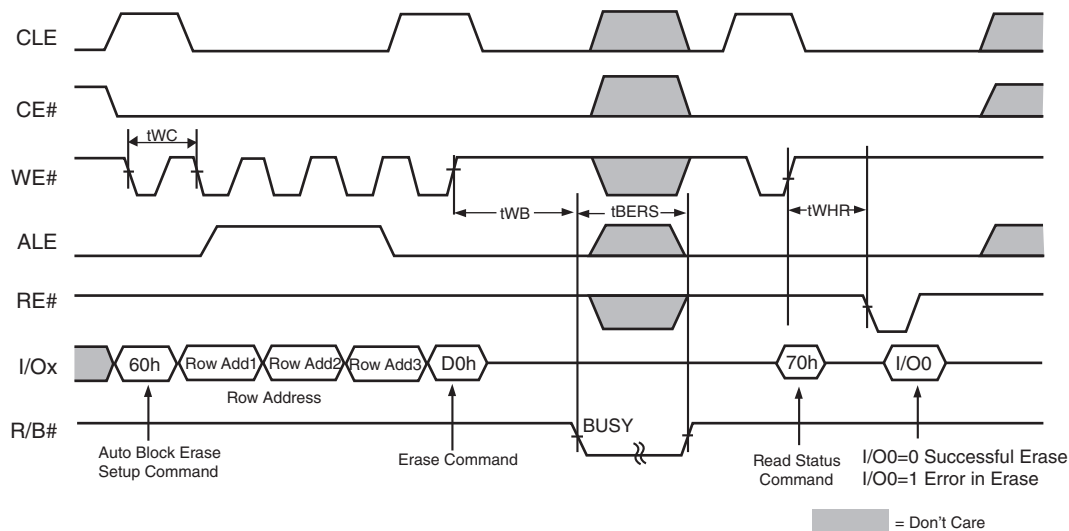 CLE
CE#
tWC
WE#
tWB
tBERS
tWHR
ALE
RE#
I/Ox
60h
Row Add1
Row Add2
Row Add3
D0h
70h
I/O0
Row Address
R/B#
BUSY
Auto Block Erase
Setup Command
Erase Command
Read Status
Command
I/O0=0 Successful Erase
I/O0=1 Error in Erase
= Don't Care